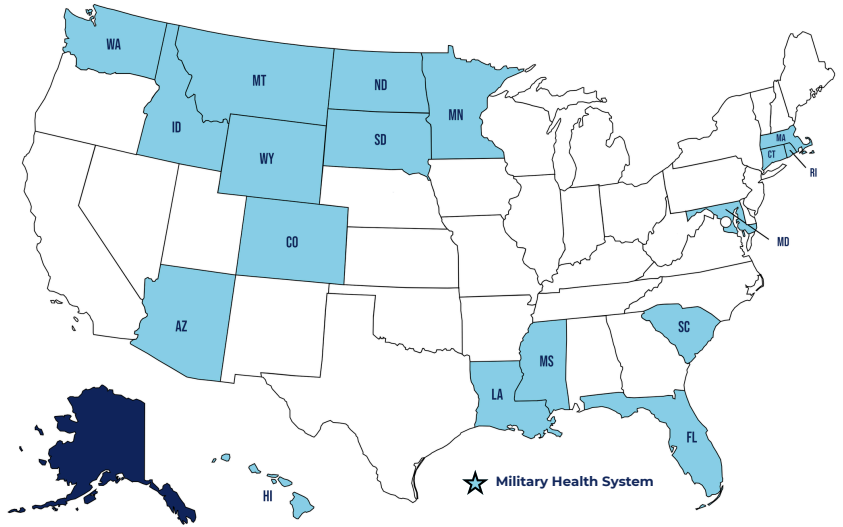 WA
MT
ND
MN
ID
SD
WY
MA
CT
RI
CO
MD
AZ
SC
MS
LA
FL
HI
Military Health System